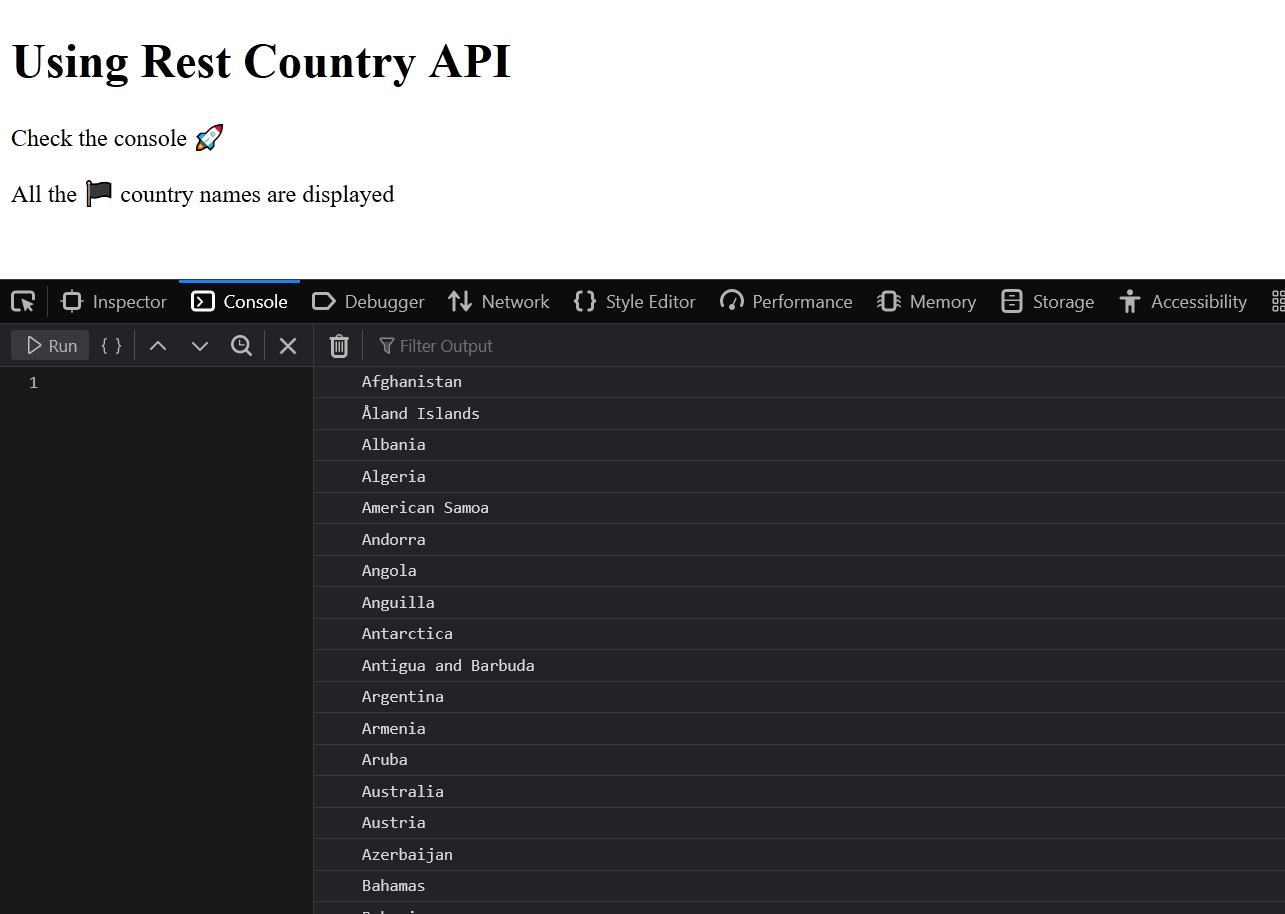 Using Rest Country API
Check the console 🚀
All the 🏴 country names are displayed
Inspector Console Debugger Network Style Editor Performance Memory Storage Accessibility
Run Filter Output
1
Afghanistan
Åland Islands
Albania
Algeria
American Samoa
Andorra
Angola
Anguilla
Antarctica
Antigua and Barbuda
Argentina
Armenia
Aruba
Australia
Austria
Azerbaijan
Bahamas